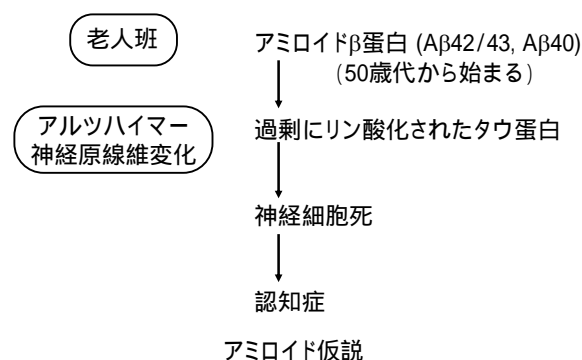 老人班
アミロイドβ蛋白 (Aβ42/43, Aβ40)
(50歳代から始まる)
アルツハイマー
神経原線維変化
過剰にリン酸化されたタウ蛋白
神経細胞死
認知症
アミロイド仮説